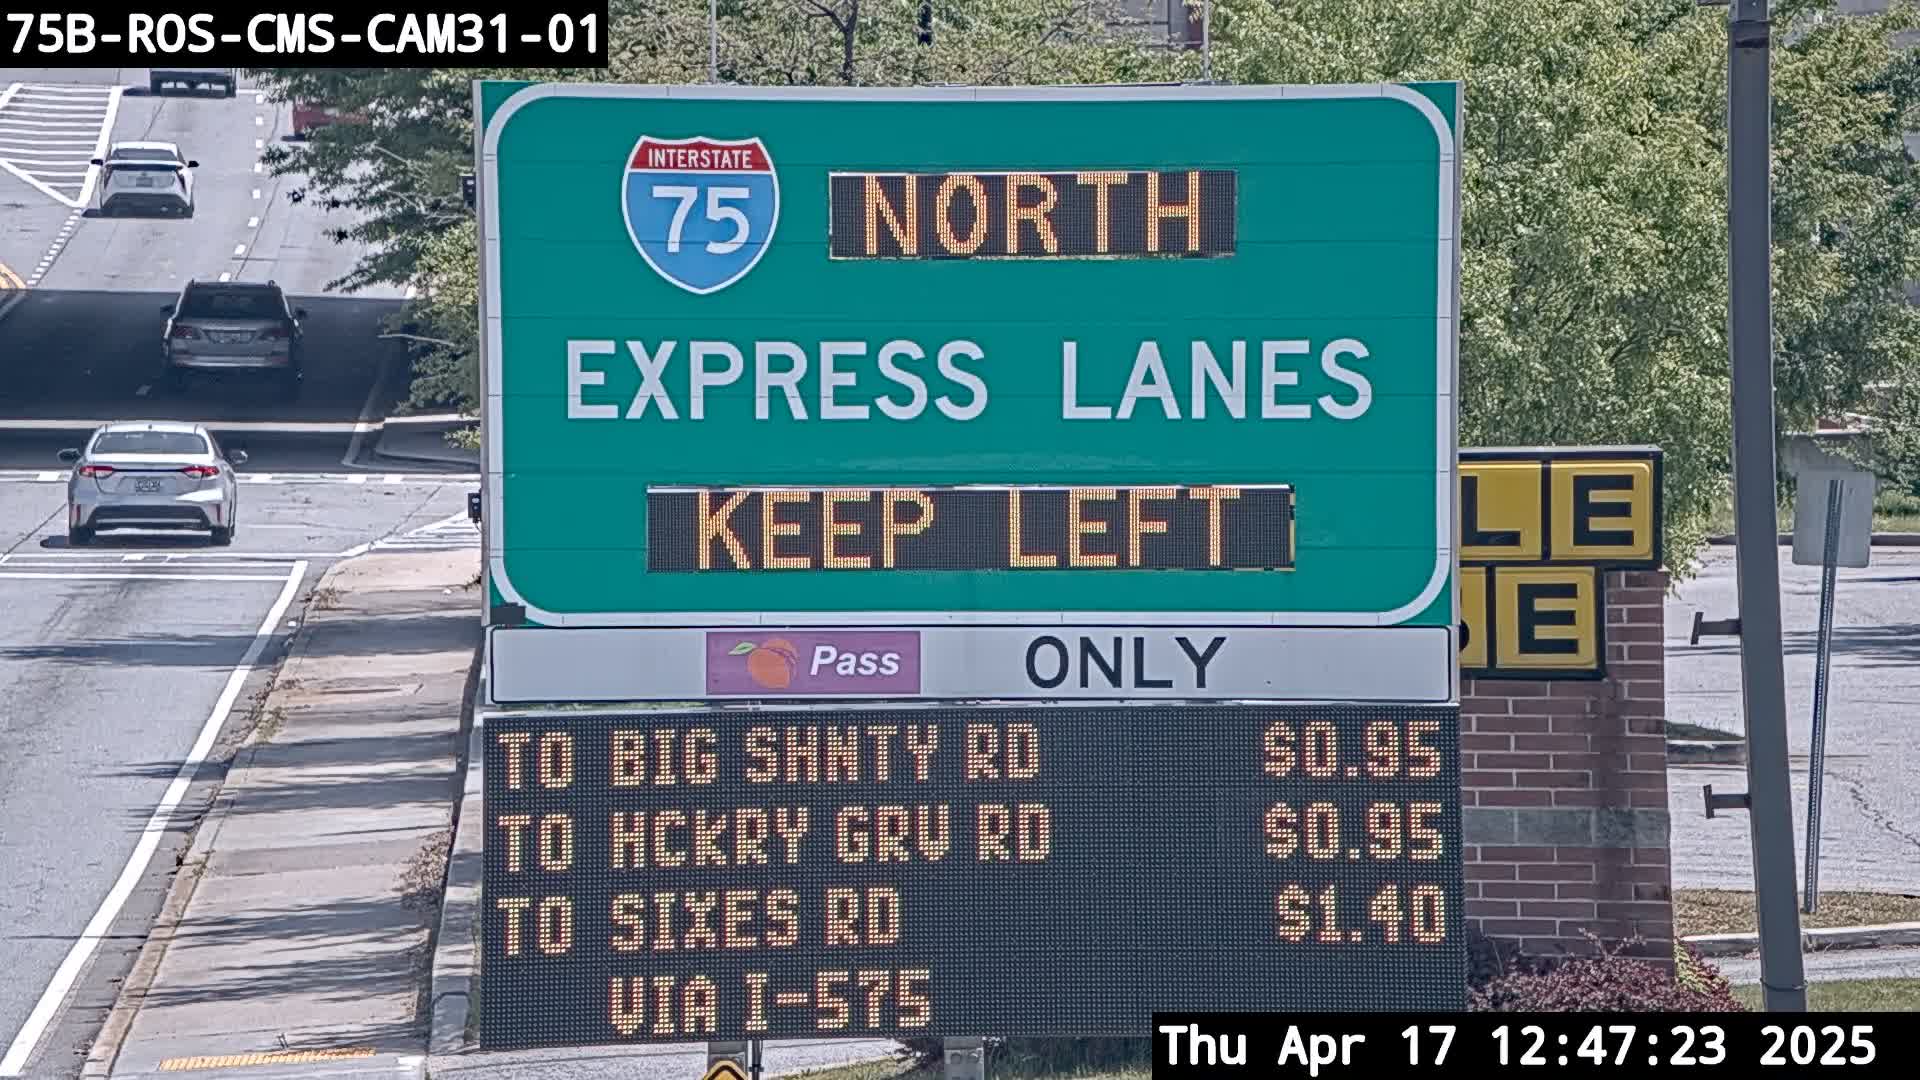 75B-ROS-CMS-CAM31-01
INTERSTATE
75
NORTH
EXPRESS LANES
KEEP LEFT
Pass ONLY
TO BIG SHNTY RD $0.95
TO HCKRY GRV RD $0.95
TO SIXES RD $1.40
VIA I-575
LE
E
Thu Apr 17 12:47:23 2025